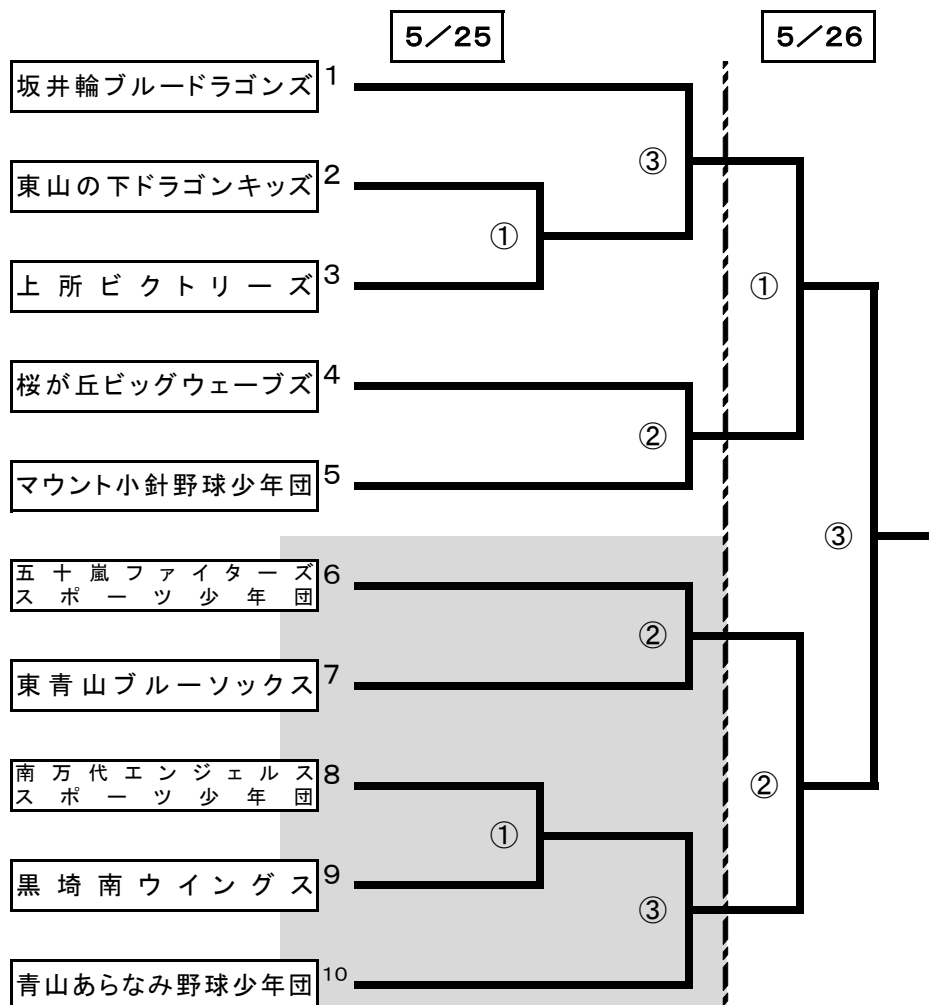 5/25
5/26
坂井輪ブルードラゴンズ 1
③
東山の下ドラゴンキッズ 2
①
上所ビクトリーズ 3
①
桜が丘ビッグウェーブズ 4
②
マウント小針野球少年団 5
③
五十嵐ファイターズ 6
スポーツ少年団
②
東青山ブルーソックス 7
南万代エンジェルス 8
スポーツ少年団
②
①
黒埼南ウイングス 9
③
青山あらなみ野球少年団 10